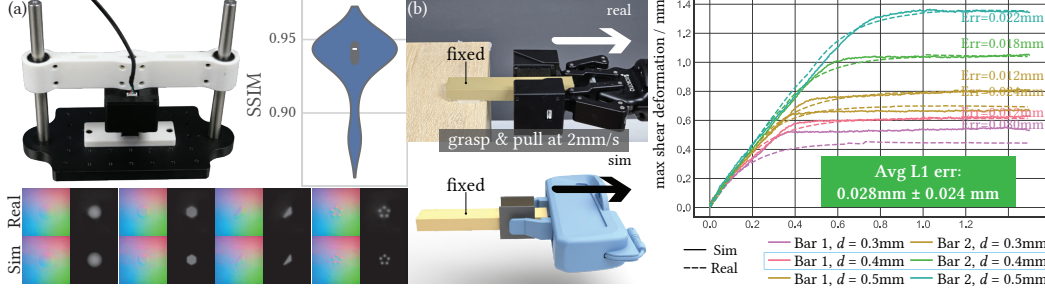 (a)
SSIM
0.95
0.90
Real
Sim
(b)
real
fixed
grasp & pull at 2mm/s
sim
fixed
max shear deformation / mm
1.4
1.2
1.0
0.8
0.6
0.4
0.2
0.0
0.0 0.2 0.4 0.6 0.8 1.0 1.2
Err=0.022mm
Err=0.018mm
Err=0.012mm
Err=0.024mm
Avg L1 err:
0.028mm ± 0.024 mm
Sim
Real
Bar 1, d = 0.3mm
Bar 1, d = 0.4mm
Bar 1, d = 0.5mm
Bar 2, d = 0.3mm
Bar 2, d = 0.4mm
Bar 2, d = 0.5mm